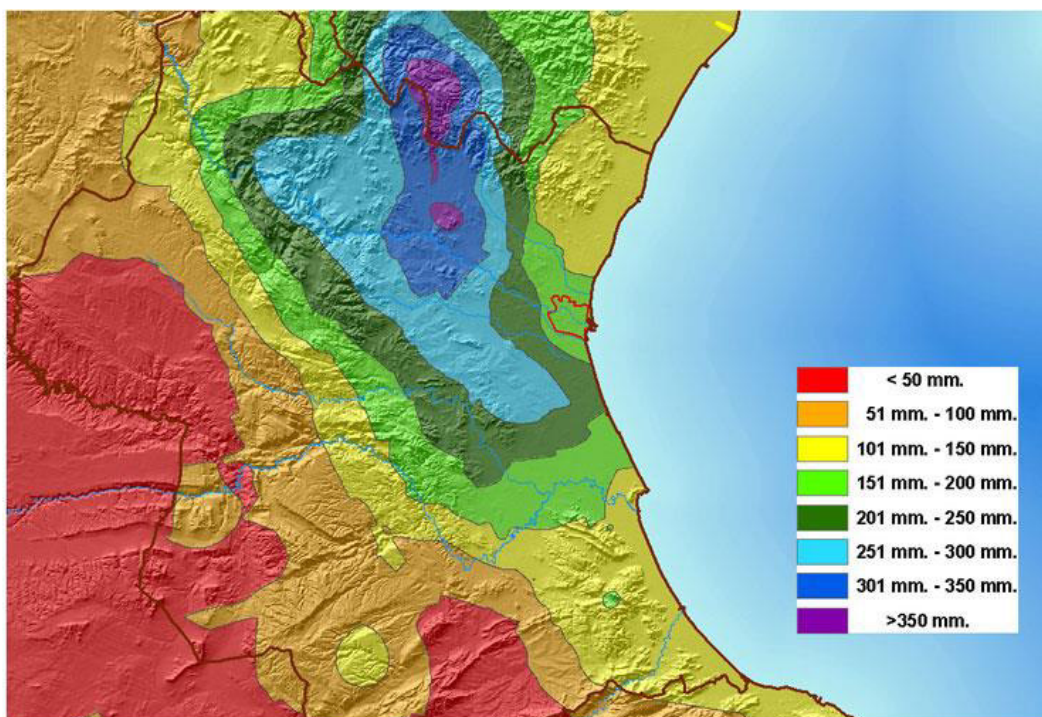 < 50 mm.
51 mm. - 100 mm.
101 mm. - 150 mm.
151 mm. - 200 mm.
201 mm. - 250 mm.
251 mm. - 300 mm.
301 mm. - 350 mm.
>350 mm.